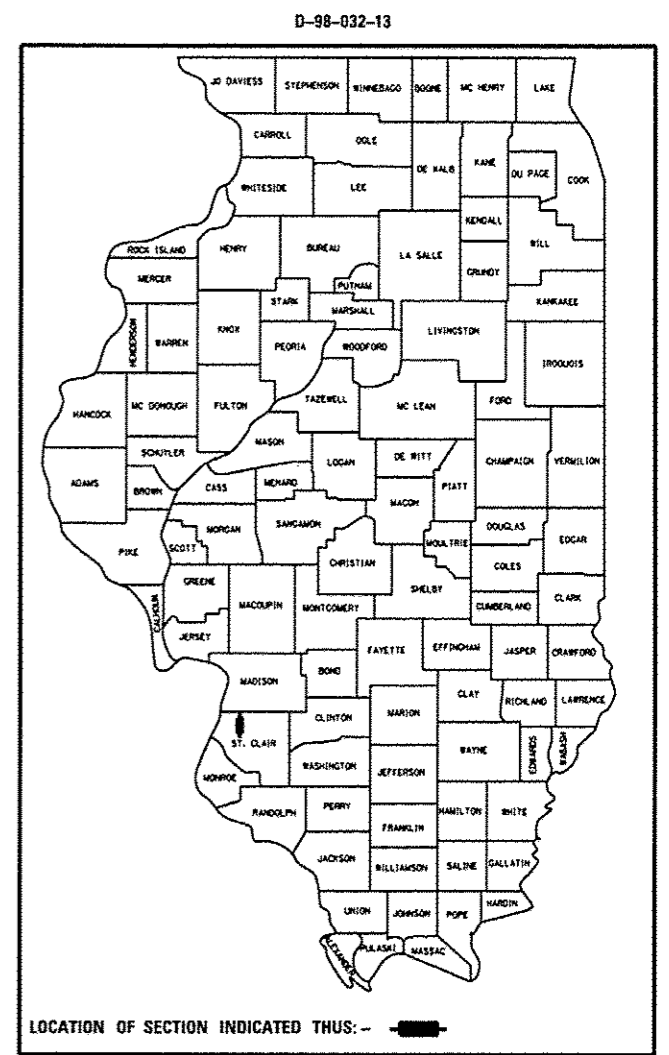 D-98-032-13
JO DAVIESS
STEPHENSON
WINNEBAGO
BOONE
MC HENRY
LAKE
CARROLL
OGLE
DE KALB
KANE
DU PAGE
COOK
WHITESIDE
LEE
KENDALL
WILL
ROCK ISLAND
HENRY
BUREAU
LA SALLE
GRUNDY
MERCER
PUTNAM
KANKAKEE
STARK
MARSHALL
LIVINGSTON
HENDERSON
WARREN
KNOX
PEORIA
WOODFORD
IROQUOIS
HANCOCK
MC DONOUGH
FULTON
TAZEWELL
MC LEAN
FORD
MASON
SCHUYLER
LOGAN
DE WITT
CHAMPAIGN
VERMILION
ADAMS
BROWN
CASS
MENARD
PIATT
MACON
MORGAN
SANGAMON
DOUGLAS
EDGAR
PIKE
SCOTT
CHRISTIAN
MOULTRIE
COLES
GREENE
SHELBY
CALHOUN
MACOUPIN
MONTGOMERY
CUMBERLAND
CLARK
JERSEY
FAYETTE
EFFINGHAM
JASPER
CRAWFORD
MADISON
BOND
CLAY
RICHLAND
LAWRENCE
CLINTON
MARION
ST. CLAIR
WAYNE
EDWARDS
WABASH
MONROE
WASHINGTON
JEFFERSON
RANDOLPH
PERRY
HAMILTON
WHITE
FRANKLIN
JACKSON
WILLIAMSON
SALINE
GALLATIN
HARDIN
UNION
JOHNSON
POPE
ALEXANDER
PULASKI
MASSAC
LOCATION OF SECTION INDICATED THUS: -